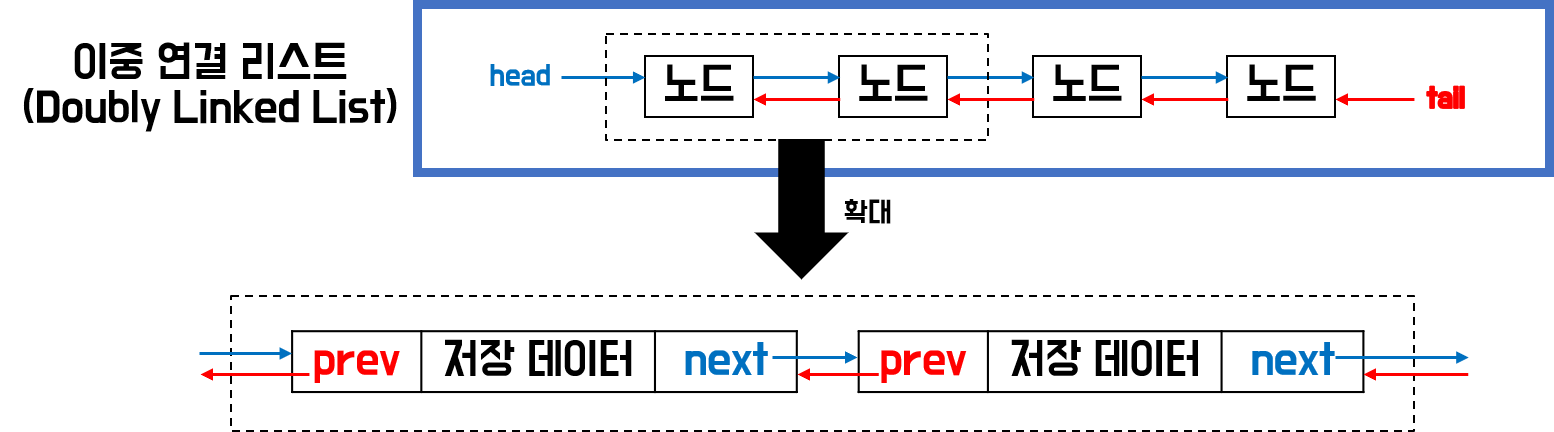 이중 연결 리스트
(Doubly Linked List)
head 노드 노드 노드 노드 tail
확대
prev 저장 데이터 next prev 저장 데이터 next